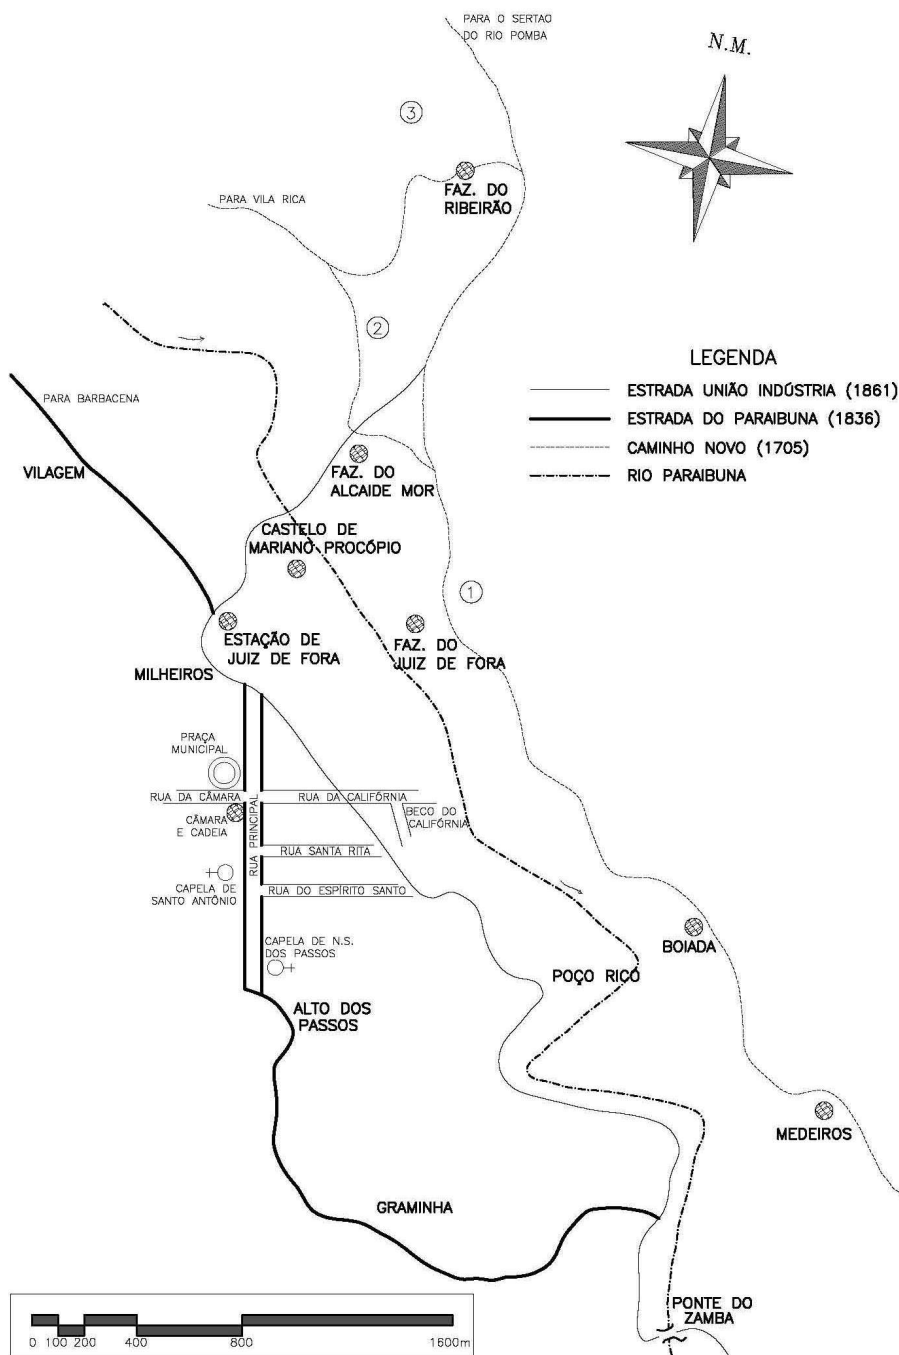 PARA O SERTAO
DO RIO POMBA
N.M.
3
FAZ. DO
RIBEIRÃO
PARA VILA RICA
2
LEGENDA
ESTRADA UNIÃO INDÚSTRIA (1861)
ESTRADA DO PARAIBUNA (1836)
CAMINHO NOVO (1705)
RIO PARAIBUNA
PARA BARBACENA
VILAGEM
FAZ. DO
ALCAIDE MOR
CASTELO DE
MARIANO PROCÓPIO
1
ESTAÇÃO DE
JUIZ DE FORA
FAZ. DO
JUIZ DE FORA
MILHEIROS
PRAÇA
MUNICIPAL
RUA DA CÂMARA
RUA DA CALIFÓRNIA
RUA PRINCIPAL
CÂMARA
E CADEIA
BECO DO
CALIFÓRNIA
RUA SANTA RITA
CAPELA DE
SANTO ANTÔNIO
RUA DO ESPÍRITO SANTO
CAPELA DE N.S.
DOS PASSOS
BOIADA
POÇO RICO
ALTO DOS
PASSOS
MEDEIROS
GRAMINHA
PONTE DO
ZAMBA
0 100 200 400 800 1600m